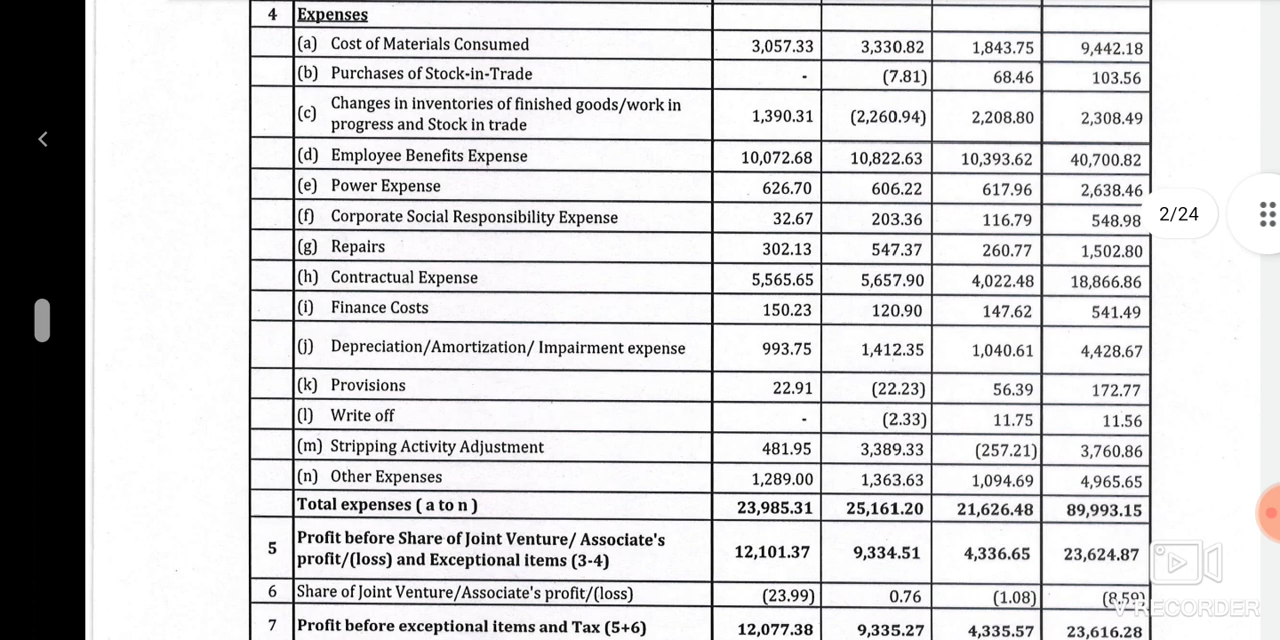 4 Expenses
(a) Cost of Materials Consumed 3,057.33 3,330.82 1,843.75 9,442.18
(b) Purchases of Stock-in-Trade - (7.81) 68.46 103.56
(c) Changes in inventories of finished goods/work in
progress and Stock in trade 1,390.31 (2,260.94) 2,208.80 2,308.49
(d) Employee Benefits Expense 10,072.68 10,822.63 10,393.62 40,700.82
(e) Power Expense 626.70 606.22 617.96 2,638.46
2/24
(f) Corporate Social Responsibility Expense 32.67 203.36 116.79 548.98
(g) Repairs 302.13 547.37 260.77 1,502.80
(h) Contractual Expense 5,565.65 5,657.90 4,022.48 18,866.86
(i) Finance Costs 150.23 120.90 147.62 541.49
(j) Depreciation/Amortization/ Impairment expense 993.75 1,412.35 1,040.61 4,428.67
(k) Provisions 22.91 (22.23) 56.39 172.77
(l) Write off - (2.33) 11.75 11.56
(m) Stripping Activity Adjustment 481.95 3,389.33 (257.21) 3,760.86
(n) Other Expenses 1,289.00 1,363.63 1,094.69 4,965.65
Total expenses ( a to n ) 23,985.31 25,161.20 21,626.48 89,993.15
5 Profit before Share of Joint Venture/ Associate's
profit/(loss) and Exceptional items (3-4) 12,101.37 9,334.51 4,336.65 23,624.87
6 Share of Joint Venture/Associate's profit/(loss) (23.99) 0.76 (1.08) (8.59)
V RECORDER
7 Profit before exceptional items and Tax (5+6) 12,077.38 9,335.27 4,335.57 23,616.28